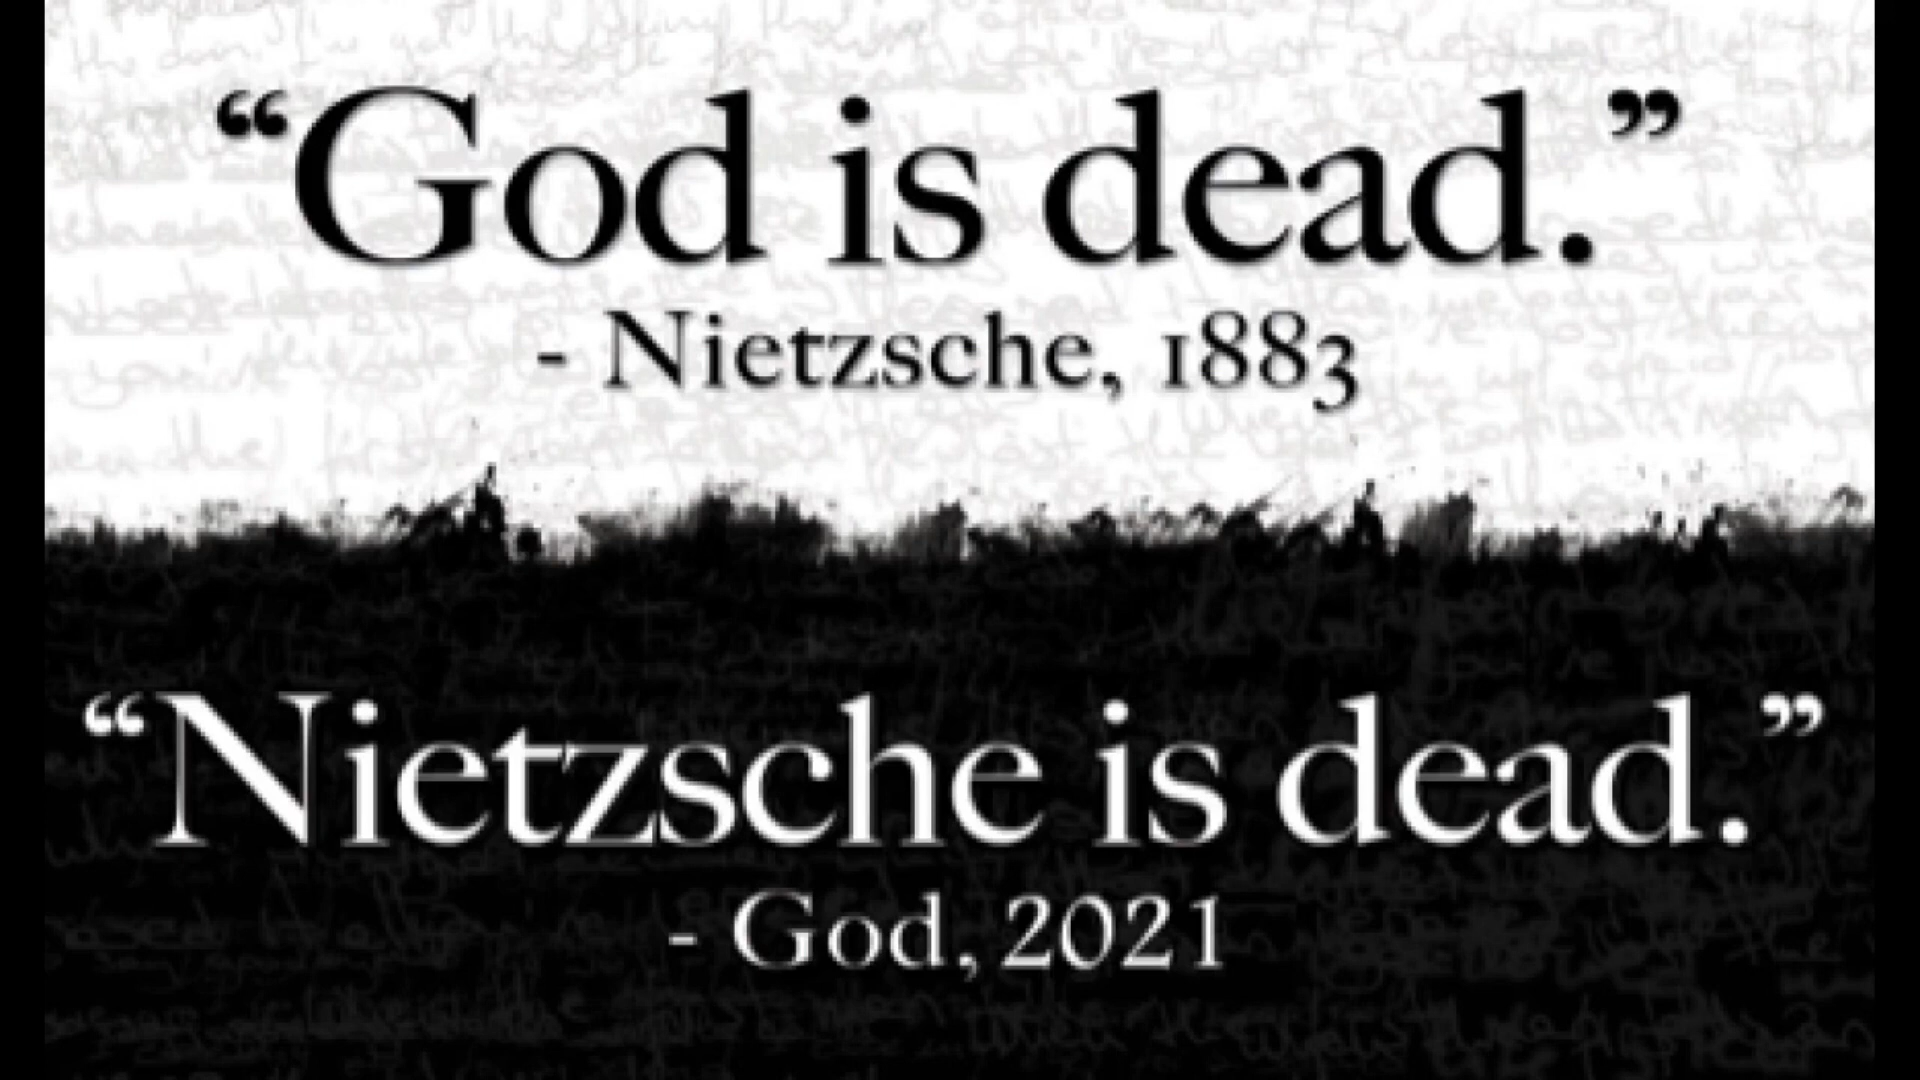 “God is dead.”
- Nietzsche, 1883
“Nietzsche is dead.”
- God, 2021